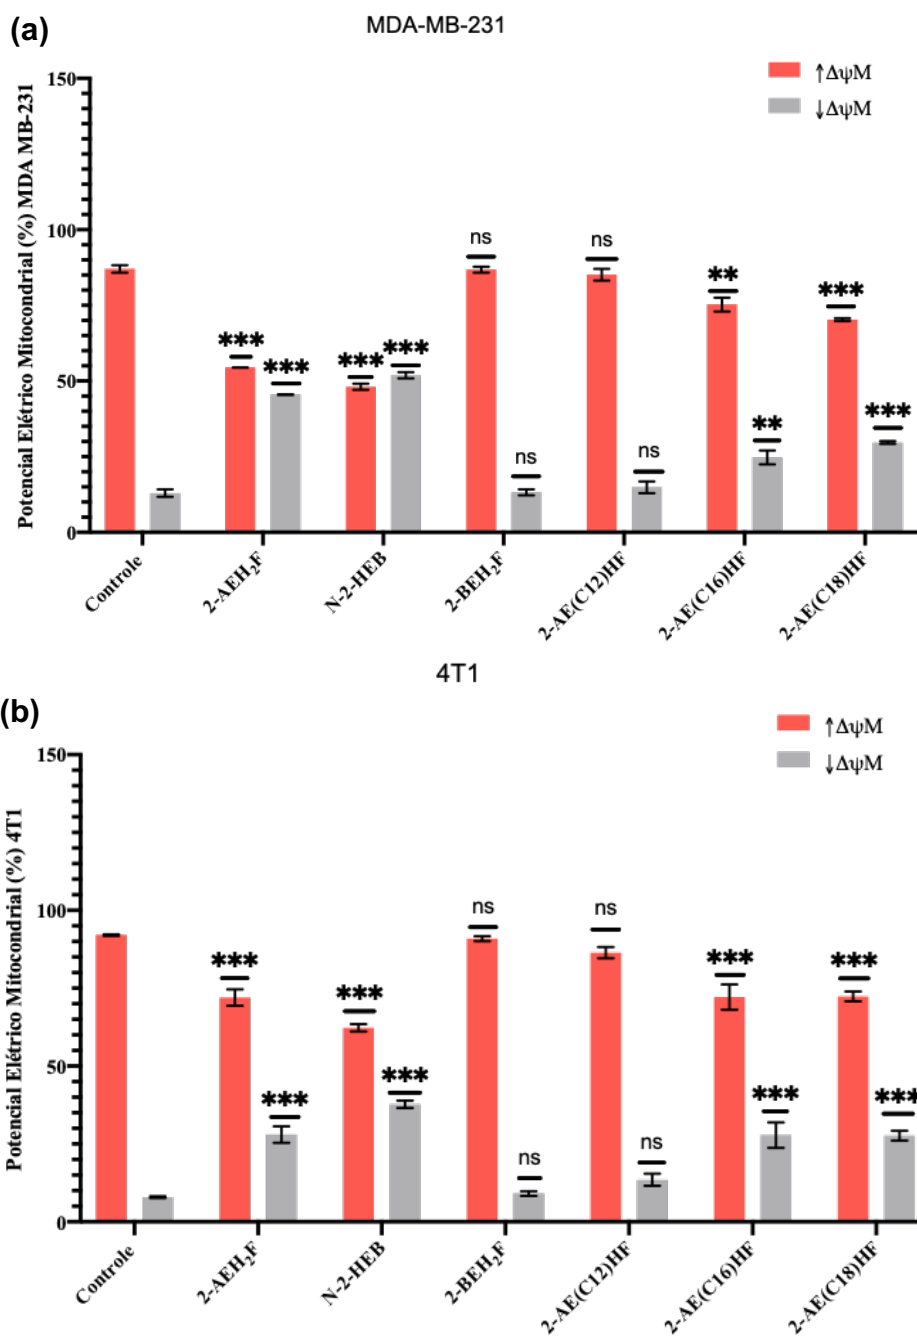 (a)
MDA-MB-231
↑ΔψM
↓ΔψM
Potencial Elétrico Mitocondrial (%) MDA MB-231
150
100
50
0
*** *** *** *** ns ns ns ns ** ** *** ***
Controle
2-AEH₂F
N-2-HEB
2-BEH₂F
2-AE(C12)HF
2-AE(C16)HF
2-AE(C18)HF
4T1
(b)
↑ΔψM
↓ΔψM
Potencial Elétrico Mitocondrial (%) 4T1
150
100
50
0
*** *** *** *** ns ns ns ns *** *** *** ***
Controle
2-AEH₂F
N-2-HEB
2-BEH₂F
2-AE(C12)HF
2-AE(C16)HF
2-AE(C18)HF